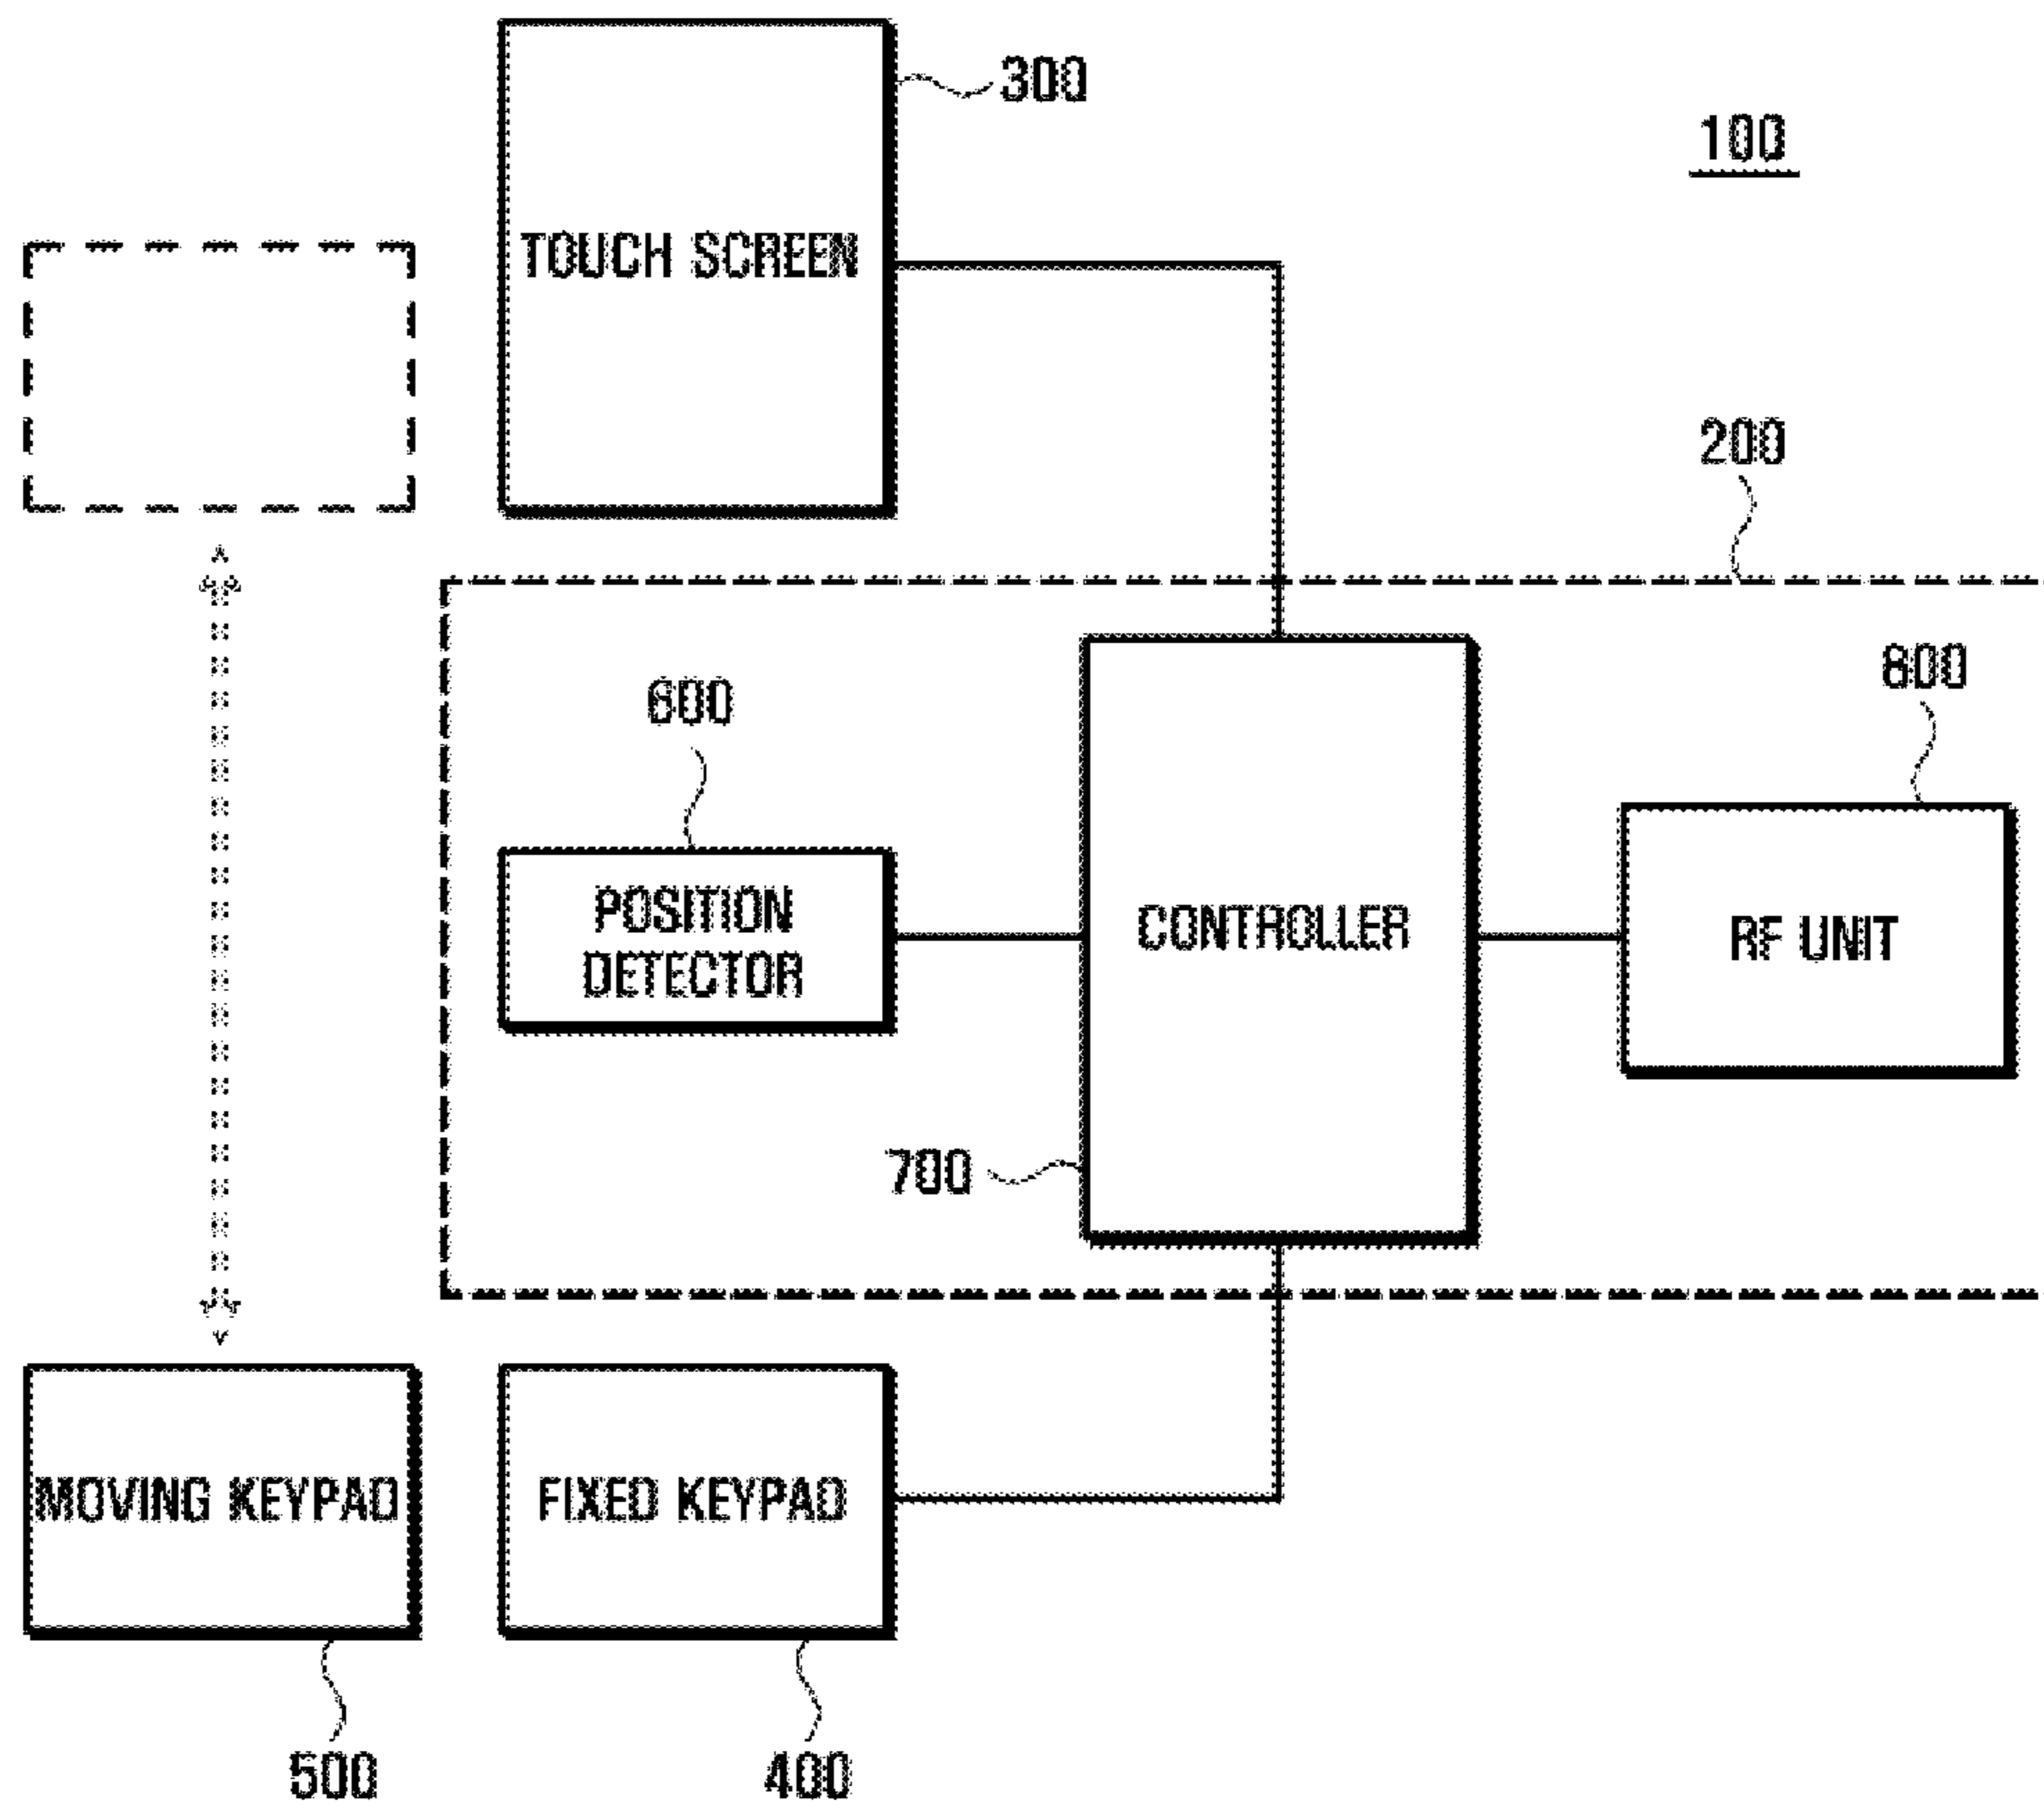 300
100
TOUCH SCREEN
200
600
800
POSITION
DETECTOR
CONTROLLER
RF UNIT
700
MOVING KEYPAD
FIXED KEYPAD
500
400